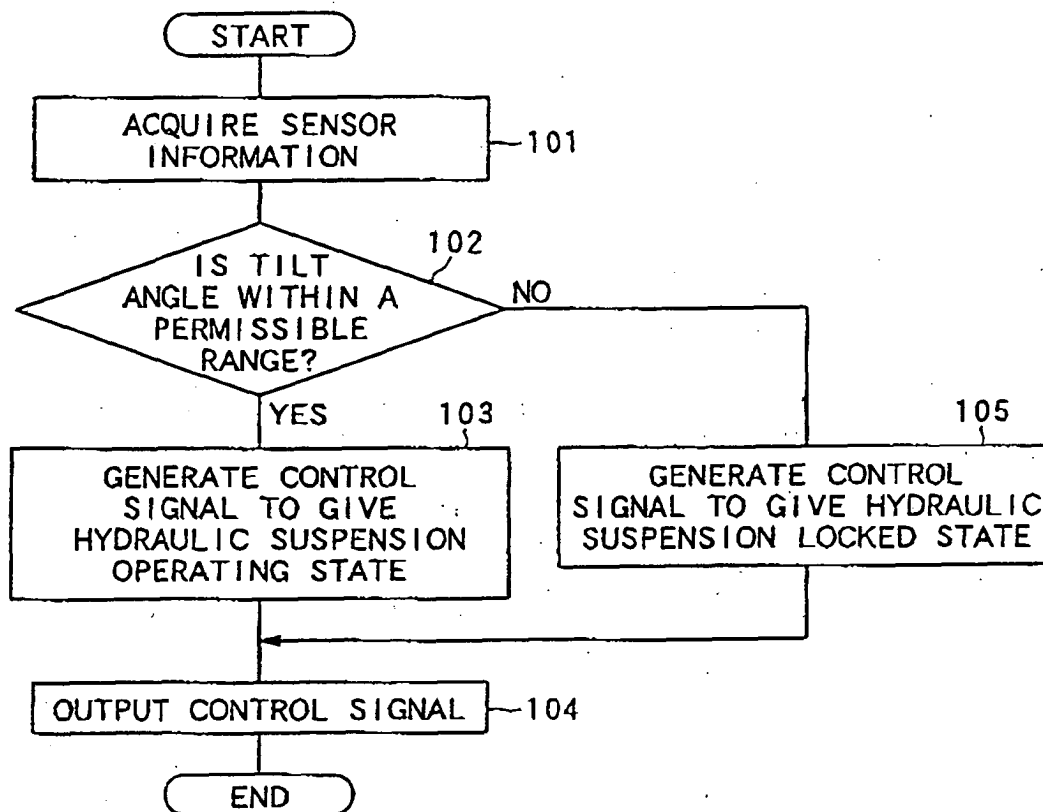 START
ACQUIRE SENSOR
INFORMATION
101
102
IS TILT
ANGLE WITHIN A
PERMISSIBLE
RANGE?
NO
YES
103
GENERATE CONTROL
SIGNAL TO GIVE
HYDRAULIC SUSPENSION
OPERATING STATE
105
GENERATE CONTROL
SIGNAL TO GIVE HYDRAULIC
SUSPENSION LOCKED STATE
OUTPUT CONTROL SIGNAL
104
END